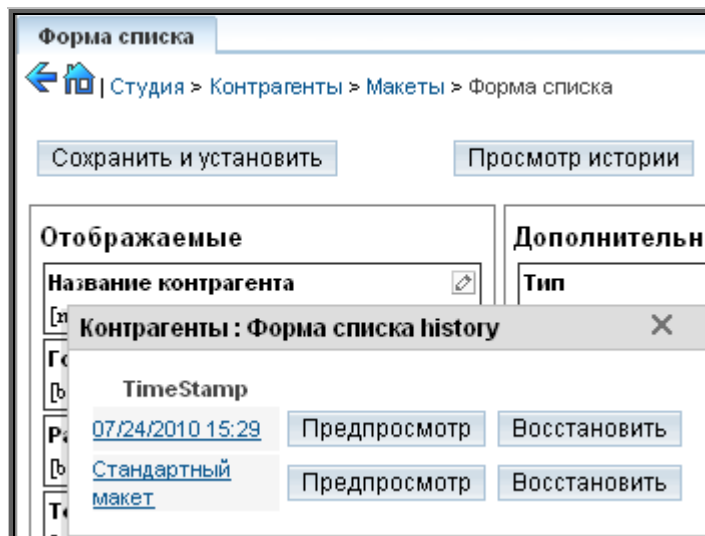 Форма списка
| Студия > Контрагенты > Макеты > Форма списка
Сохранить и установить Просмотр истории
Отображаемые
Название контрагента
Тип
Контрагенты : Форма списка history
TimeStamp
07/24/2010 15:29 Предпросмотр Восстановить
Стандартный
макет
Предпросмотр Восстановить